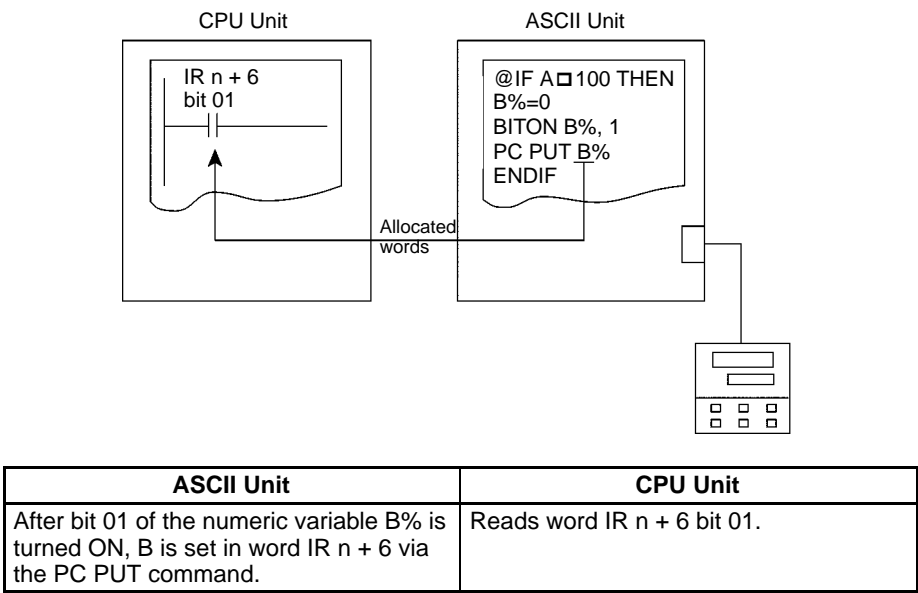 CPU Unit
ASCII Unit
IR n + 6
bit 01
@IF A◘100 THEN
B%=0
BITON B%, 1
PC PUT B%
ENDIF
Allocated
words
ASCII Unit
CPU Unit
After bit 01 of the numeric variable B% is
turned ON, B is set in word IR n + 6 via
the PC PUT command.
Reads word IR n + 6 bit 01.